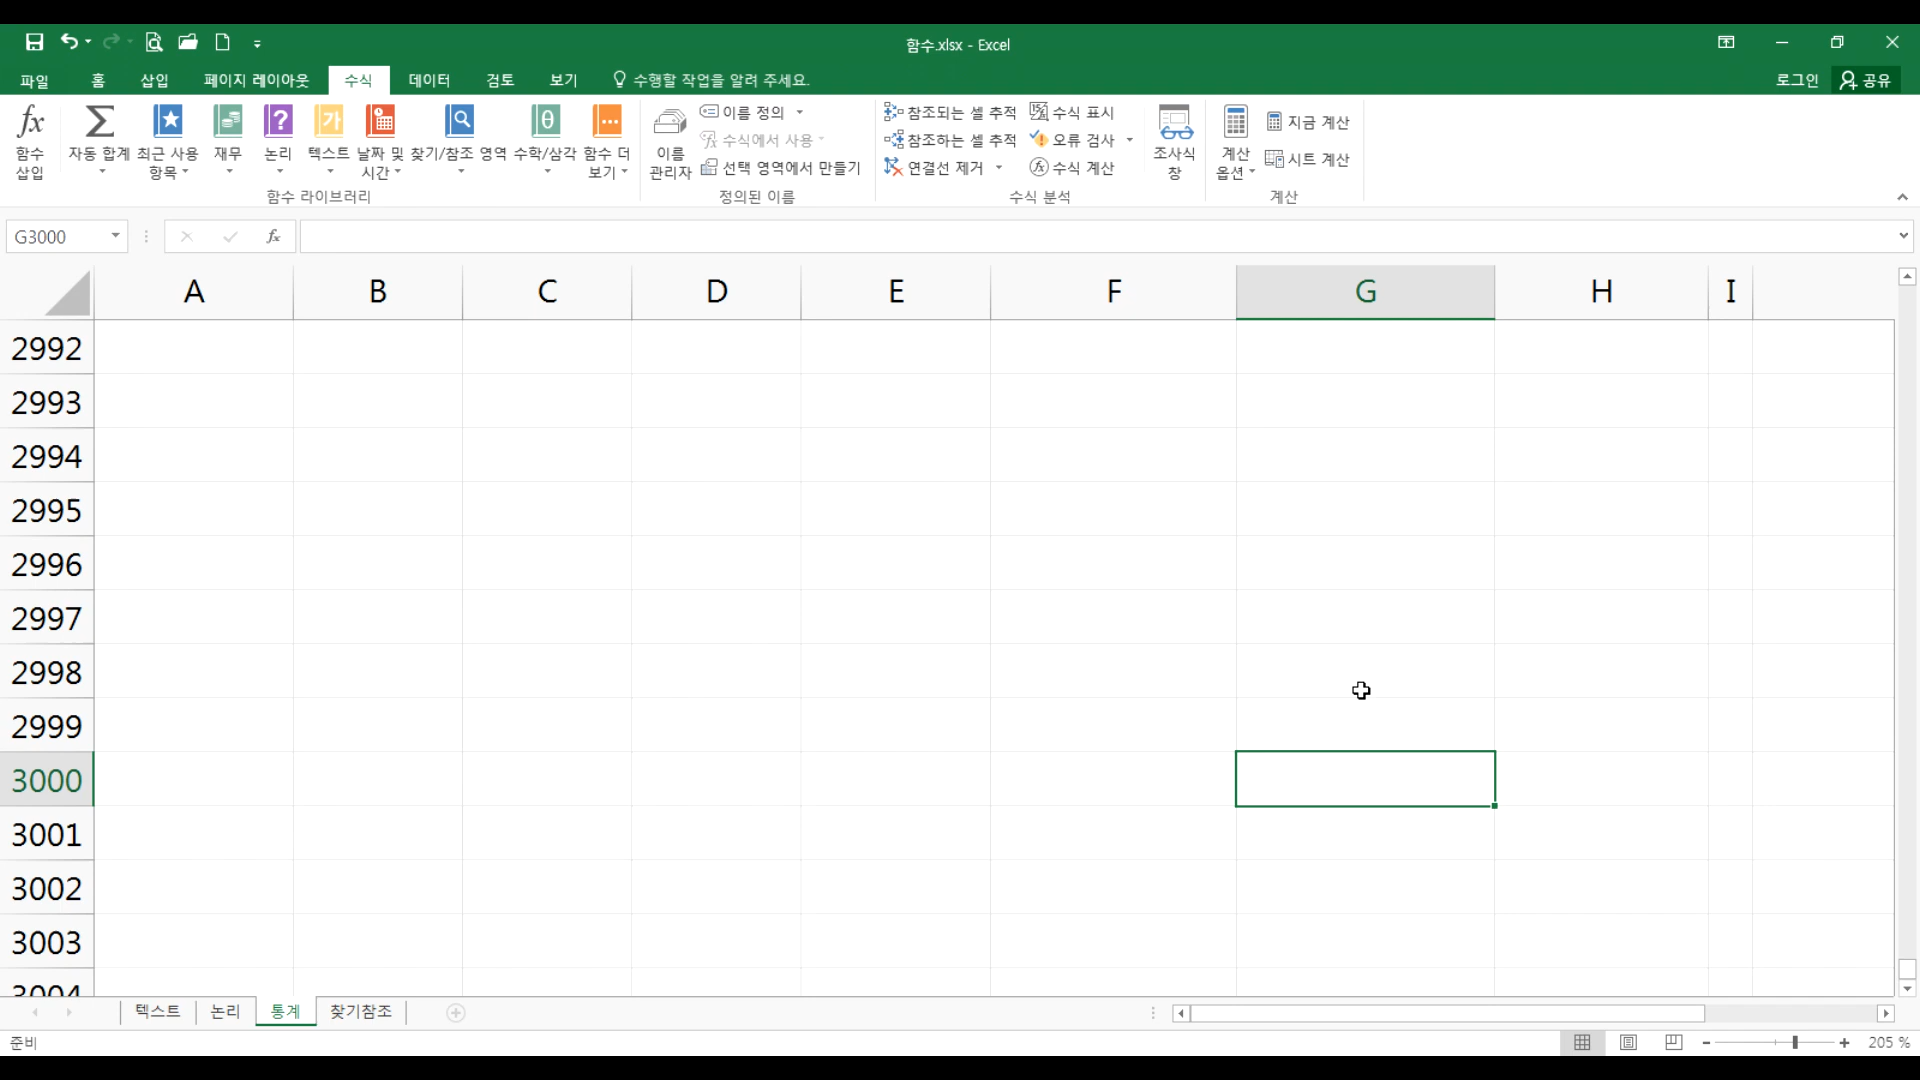 함수.xlsx - Excel
파일 홈 삽입 페이지 레이아웃 수식 데이터 검토 보기 수행할 작업을 알려 주세요. 로그인 공유
함수
삽입
자동 합계
최근 사용
항목
재무
논리
텍스트
날짜 및
시간
찾기/참조 영역
수학/삼각
함수 더
보기
함수 라이브러리
이름
관리자
이름 정의
수식에서 사용
선택 영역에서 만들기
정의된 이름
참조되는 셀 추적
참조하는 셀 추적
연결선 제거
수식 표시
오류 검사
수식 계산
수식 분석
조사식
창
계산
옵션
지금 계산
시트 계산
계산
G3000
fx
A B C D E F G H I
2992
2993
2994
2995
2996
2997
2998
2999
3000
3001
3002
3003
3004
텍스트 논리 통계 찾기참조
준비
205 %